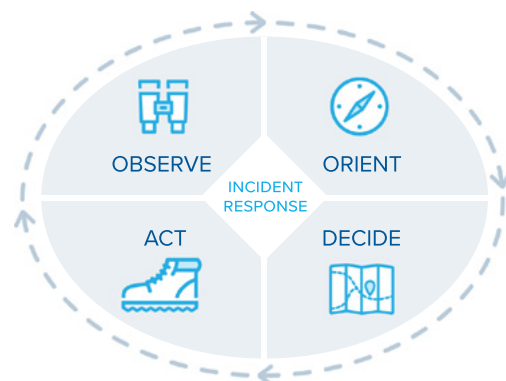 OBSERVE
ORIENT
INCIDENT
RESPONSE
ACT
DECIDE